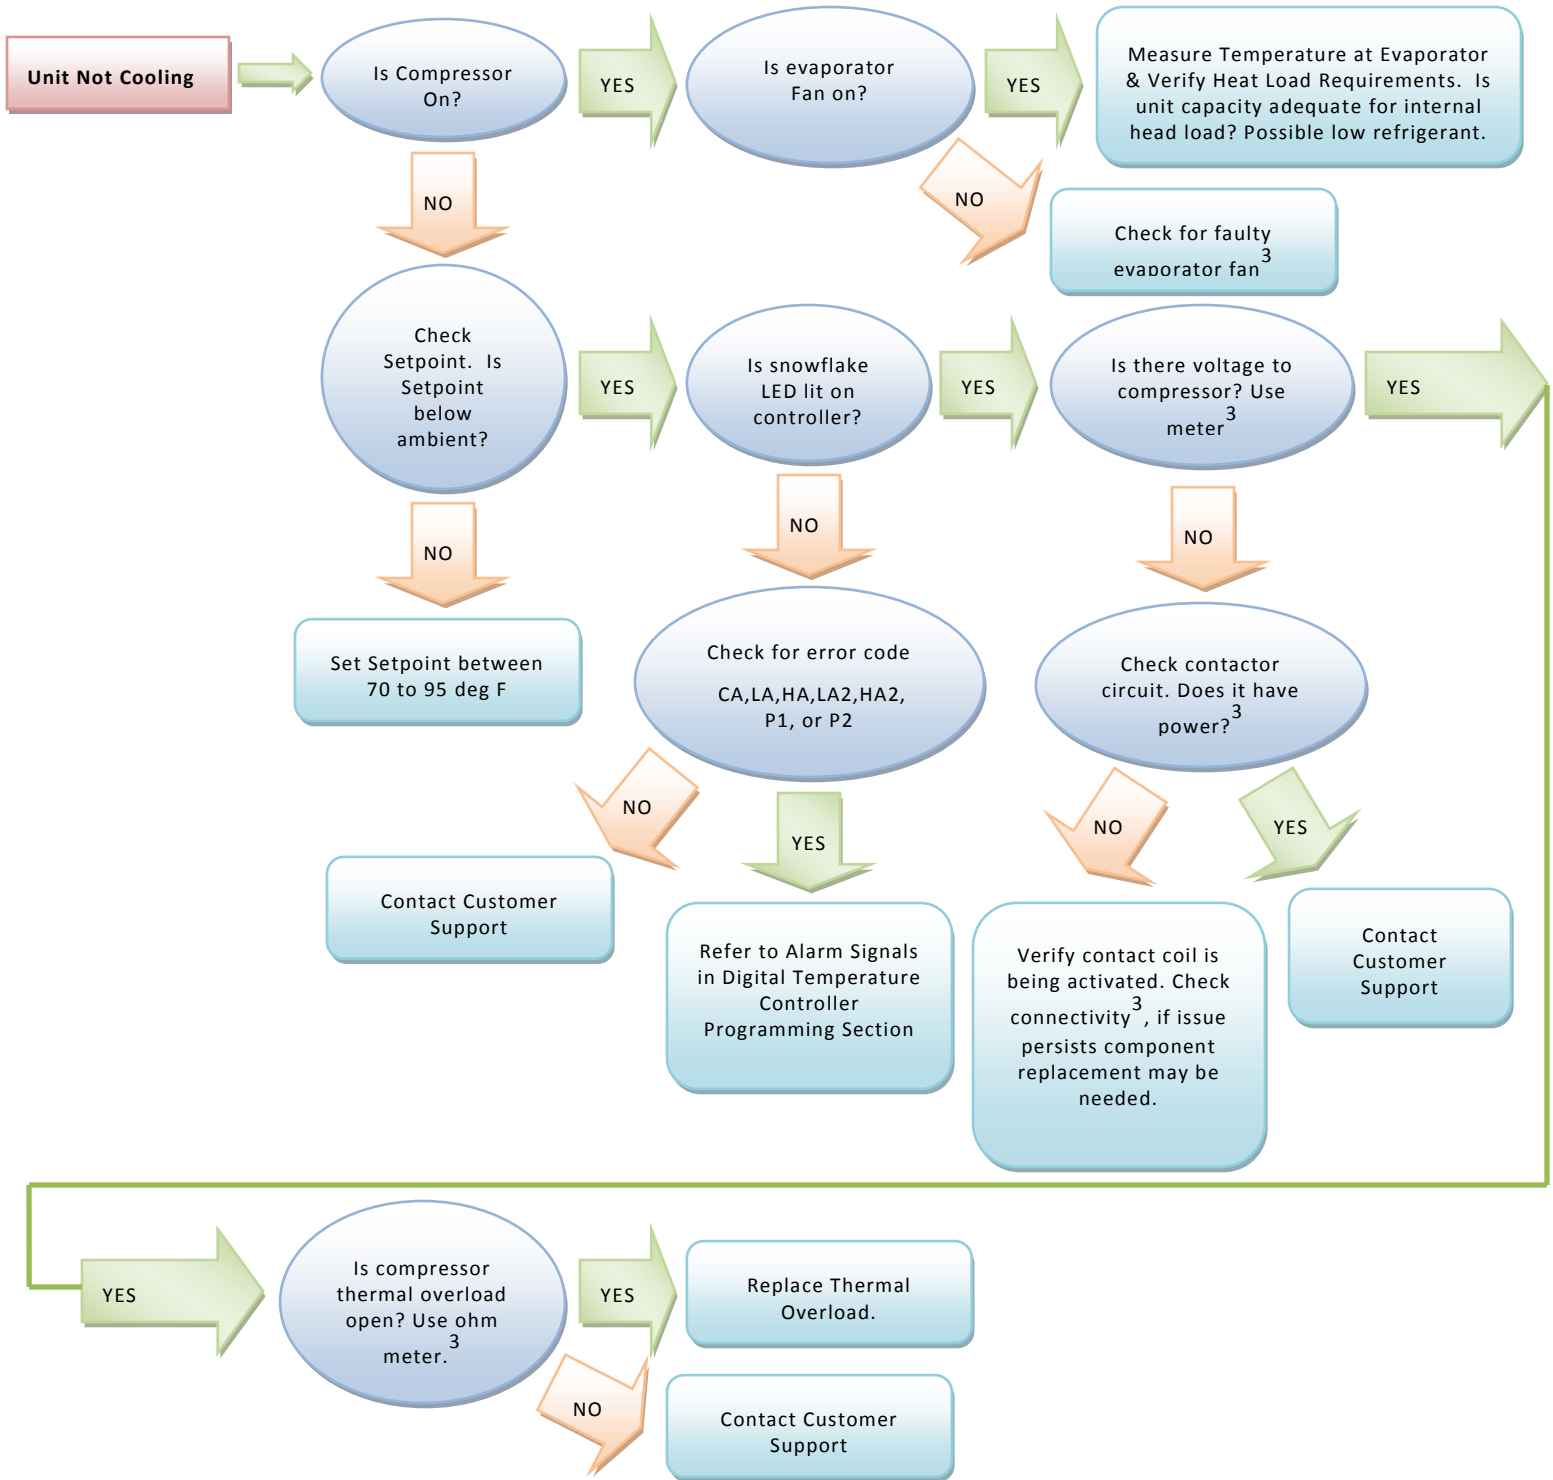 Unit Not Cooling
Is Compressor
On?
YES
Is evaporator
Fan on?
YES
Measure Temperature at Evaporator
& Verify Heat Load Requirements.  Is
unit capacity adequate for internal
head load? Possible low refrigerant.
NO
NO
Check for faulty
evaporator fan3
Check
Setpoint.  Is
Setpoint
below
ambient?
YES
Is snowflake
LED lit on
controller?
YES
Is there voltage to
compressor? Use
meter3
YES
NO
NO
NO
Set Setpoint between
70 to 95 deg F
Check for error code
CA,LA,HA,LA2,HA2,
P1, or P2
Check contactor
circuit. Does it have
power?3
NO
YES
NO
YES
Contact Customer
Support
Refer to Alarm Signals
in Digital Temperature
Controller
Programming Section
Verify contact coil is
being activated. Check
connectivity3, if issue
persists component
replacement may be
needed.
Contact
Customer
Support
YES
Is compressor
thermal overload
open? Use ohm
meter.3
YES
Replace Thermal
Overload.
NO
Contact Customer
Support